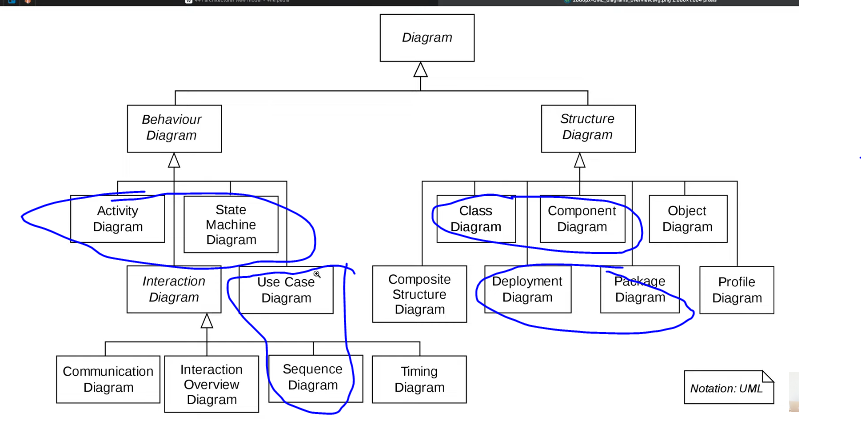 Diagram
Behaviour
Diagram
Structure
Diagram
Activity
Diagram
State
Machine
Diagram
Class
Diagram
Component
Diagram
Object
Diagram
Interaction
Diagram
Use Case
Diagram
Composite
Structure
Diagram
Deployment
Diagram
Package
Diagram
Profile
Diagram
Communication
Diagram
Interaction
Overview
Diagram
Sequence
Diagram
Timing
Diagram
Notation: UML